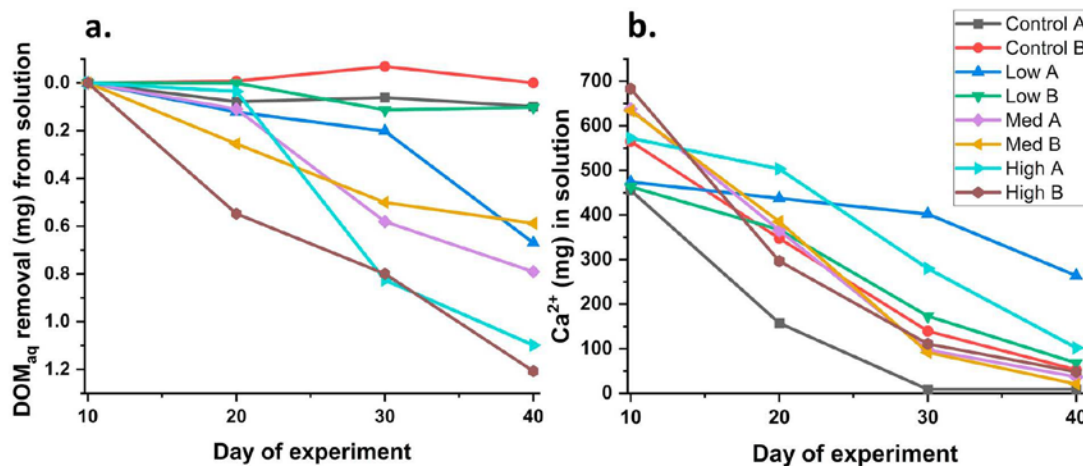 a.
DOMaq removal (mg) from solution
0.0
0.2
0.4
0.6
0.8
1.0
1.2
10 20 30 40
Day of experiment
b.
Ca2+ (mg) in solution
700
600
500
400
300
200
100
0
10 20 30 40
Day of experiment
Control A
Control B
Low A
Low B
Med A
Med B
High A
High B